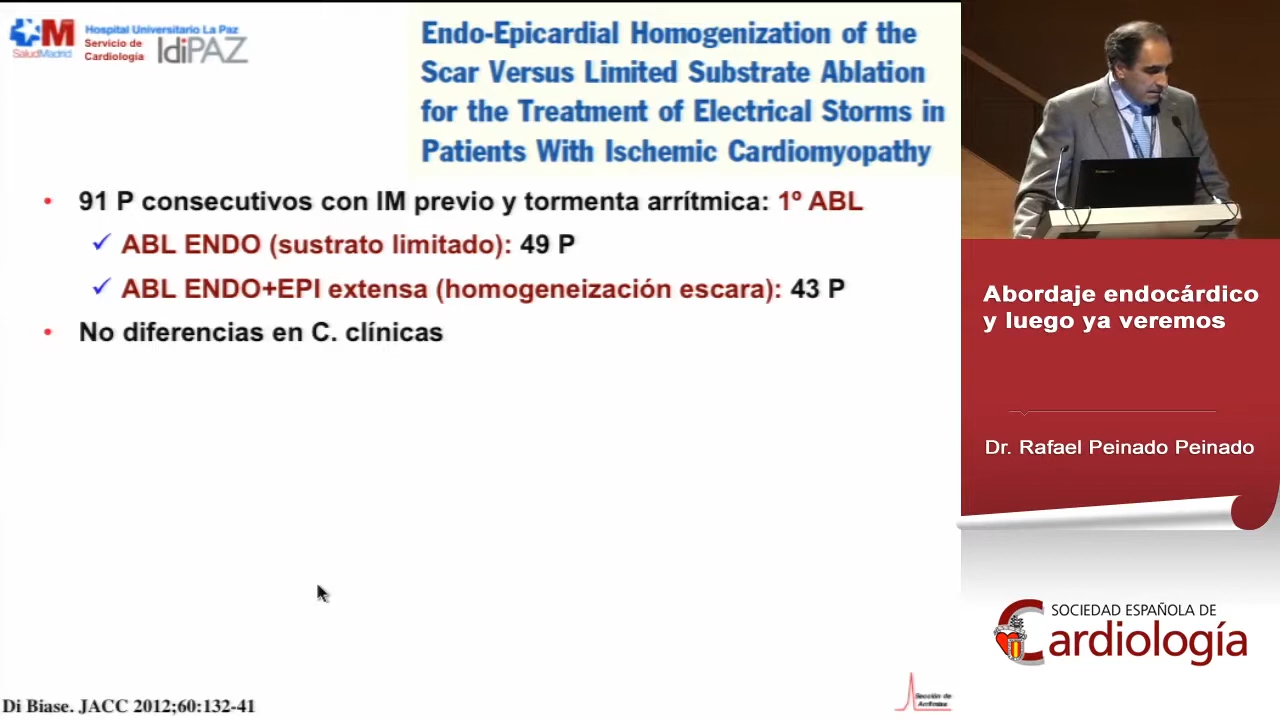 M
SaludMadrid
Hospital Universitario La Paz
Servicio de
Cardiología
IdiPAZ
Endo-Epicardial Homogenization of the
Scar Versus Limited Substrate Ablation
for the Treatment of Electrical Storms in
Patients With Ischemic Cardiomyopathy
• 91 P consecutivos con IM previo y tormenta arrítmica: 1º ABL
✓ ABL ENDO (sustrato limitado): 49 P
✓ ABL ENDO+EPI extensa (homogeneización escara): 43 P
• No diferencias en C. clínicas
Di Biase. JACC 2012;60:132-41
Sección de
Arritmias
Abordaje endocárdico
y luego ya veremos
Dr. Rafael Peinado Peinado
SOCIEDAD ESPAÑOLA DE
Cardiología